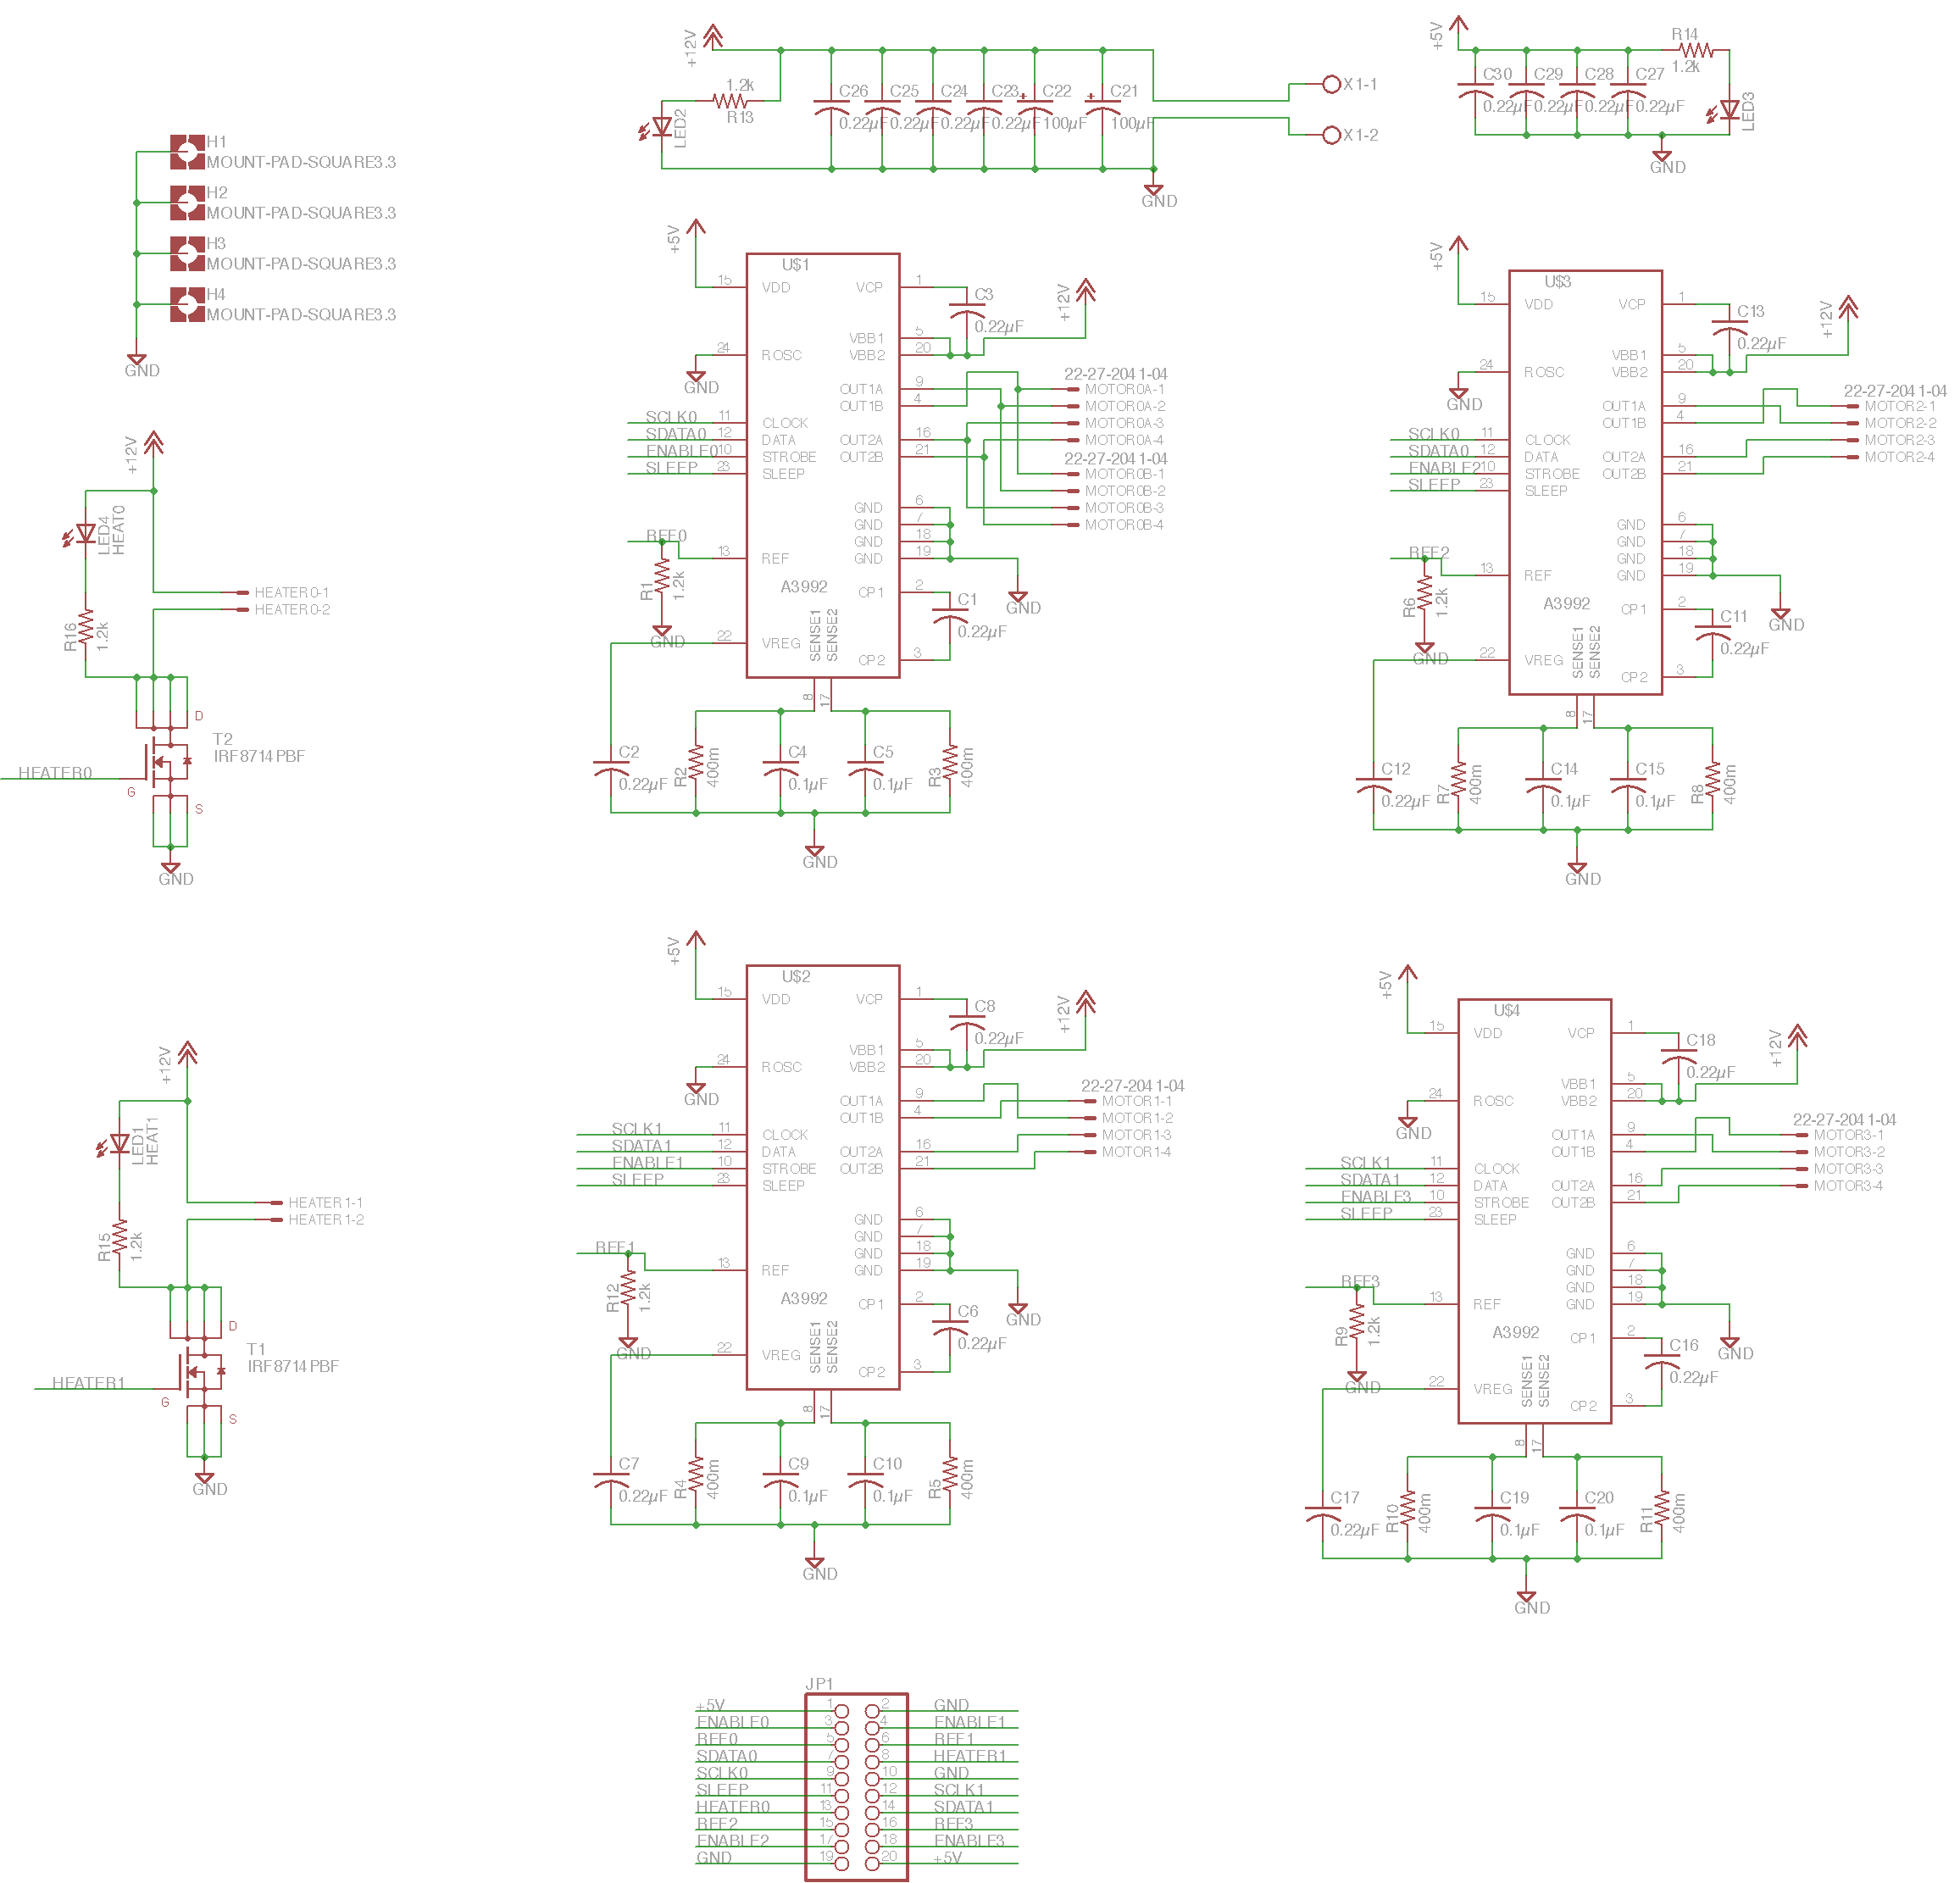 +12V
1.2k
R13
LED2
C26
0.22µF
C25
0.22µF
C24
0.22µF
C23
0.22µF
C22
100µF
C21
100µF
X1-1
X1-2
GND
+5V
C30
0.22µF
C29
0.22µF
C28
0.22µF
C27
0.22µF
R14
1.2k
LED3
GND
H1
MOUNT-PAD-SQUARE3.3
H2
MOUNT-PAD-SQUARE3.3
H3
MOUNT-PAD-SQUARE3.3
H4
MOUNT-PAD-SQUARE3.3
GND
+12V
LED4
HEAT0
R16
1.2k
HEATER0-1
HEATER0-2
D
T2
IRF8714PBF
HEATER0
G
S
GND
+5V
U$1
15 VDD
VCP 1
C3
0.22µF
+12V
24 ROSC
GND
VBB1 5
VBB2 20
OUT1A 9
OUT1B 4
22-27-2041-04
MOTOR0A-1
MOTOR0A-2
MOTOR0A-3
MOTOR0A-4
22-27-2041-04
MOTOR0B-1
MOTOR0B-2
MOTOR0B-3
MOTOR0B-4
SCLK0 11 CLOCK
SDATA0 12 DATA
ENABLE0 10 STROBE
SLEEP 23 SLEEP
OUT2A 16
OUT2B 21
GND 6
GND 7
GND 18
GND 19
GND
REF0
13 REF
R1
1.2k
GND
A3992
CP1 2
C1
0.22µF
CP2 3
22 VREG
SENSE1
SENSE2
8
17
C2
0.22µF
R2
400m
C4
0.1µF
C5
0.1µF
R3
400m
GND
+5V
U$3
15 VDD
VCP 1
C13
0.22µF
+12V
24 ROSC
GND
VBB1 5
VBB2 20
OUT1A 9
OUT1B 4
22-27-2041-04
MOTOR2-1
MOTOR2-2
MOTOR2-3
MOTOR2-4
SCLK0 11 CLOCK
SDATA0 12 DATA
ENABLE2 10 STROBE
SLEEP 23 SLEEP
OUT2A 16
OUT2B 21
GND 6
GND 7
GND 18
GND 19
GND
REF2
13 REF
R6
1.2k
GND
A3992
CP1 2
C11
0.22µF
CP2 3
22 VREG
SENSE1
SENSE2
8
17
C12
0.22µF
R7
400m
C14
0.1µF
C15
0.1µF
R8
400m
GND
+12V
LED1
HEAT1
R15
1.2k
HEATER1-1
HEATER1-2
D
T1
IRF8714PBF
HEATER1
G
S
GND
+5V
U$2
15 VDD
VCP 1
C8
0.22µF
+12V
24 ROSC
GND
VBB1 5
VBB2 20
OUT1A 9
OUT1B 4
22-27-2041-04
MOTOR1-1
MOTOR1-2
MOTOR1-3
MOTOR1-4
SCLK1 11 CLOCK
SDATA1 12 DATA
ENABLE1 10 STROBE
SLEEP 23 SLEEP
OUT2A 16
OUT2B 21
GND 6
GND 7
GND 18
GND 19
GND
REF1
13 REF
R12
1.2k
GND
A3992
CP1 2
C6
0.22µF
CP2 3
22 VREG
SENSE1
SENSE2
8
17
C7
0.22µF
R4
400m
C9
0.1µF
C10
0.1µF
R5
400m
GND
+5V
U$4
15 VDD
VCP 1
C18
0.22µF
+12V
24 ROSC
GND
VBB1 5
VBB2 20
OUT1A 9
OUT1B 4
22-27-2041-04
MOTOR3-1
MOTOR3-2
MOTOR3-3
MOTOR3-4
SCLK1 11 CLOCK
SDATA1 12 DATA
ENABLE3 10 STROBE
SLEEP 23 SLEEP
OUT2A 16
OUT2B 21
GND 6
GND 7
GND 18
GND 19
GND
REF3
13 REF
R9
1.2k
GND
A3992
CP1 2
C16
0.22µF
CP2 3
22 VREG
SENSE1
SENSE2
8
17
C17
0.22µF
R10
400m
C19
0.1µF
C20
0.1µF
R11
400m
GND
JP1
+5V 1 2 GND
ENABLE0 3 4 ENABLE1
REF0 5 6 REF1
SDATA0 7 8 HEATER1
SCLK0 9 10 GND
SLEEP 11 12 SCLK1
HEATER0 13 14 SDATA1
REF2 15 16 REF3
ENABLE2 17 18 ENABLE3
GND 19 20 +5V